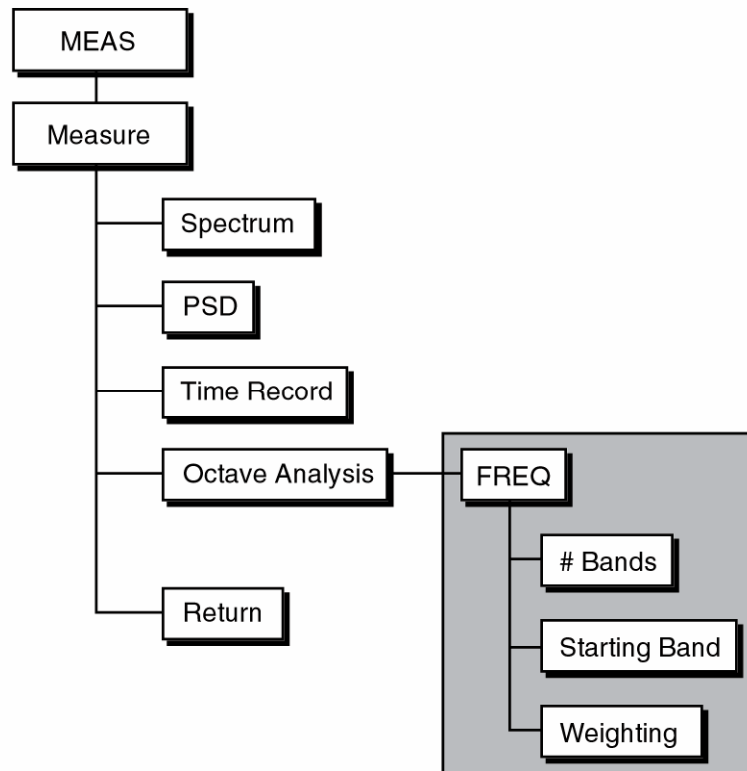 MEAS
Measure
Spectrum
PSD
Time Record
Octave Analysis
FREQ
# Bands
Starting Band
Weighting
Return